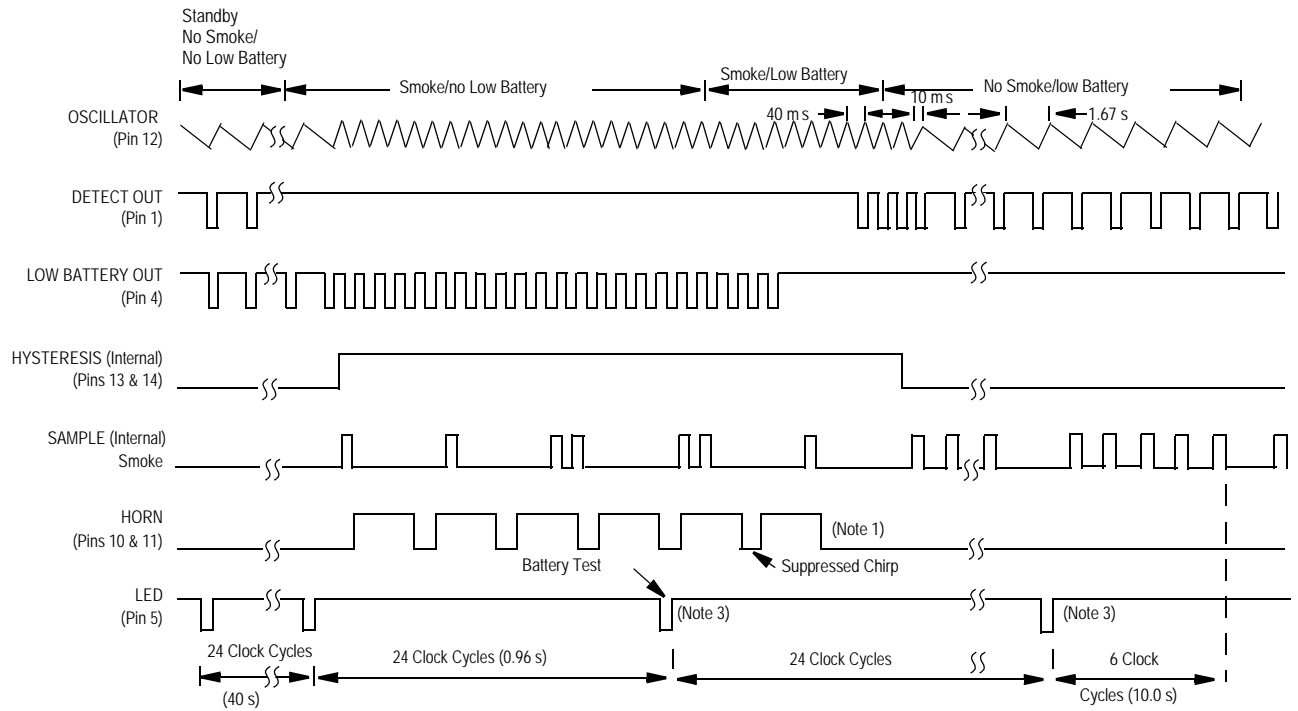 Standby
No Smoke/
No Low Battery
Smoke/no Low Battery
Smoke/Low Battery
No Smoke/low Battery
OSCILLATOR
(Pin 12)
40 ms
10 ms
1.67 s
DETECT OUT
(Pin 1)
LOW BATTERY OUT
(Pin 4)
HYSTERESIS (Internal)
(Pins 13 & 14)
SAMPLE (Internal)
Smoke
HORN
(Pins 10 & 11)
(Note 1)
Battery Test
Suppressed Chirp
LED
(Pin 5)
(Note 3)
(Note 3)
24 Clock Cycles
(40 s)
24 Clock Cycles (0.96 s)
24 Clock Cycles
6 Clock
Cycles (10.0 s)